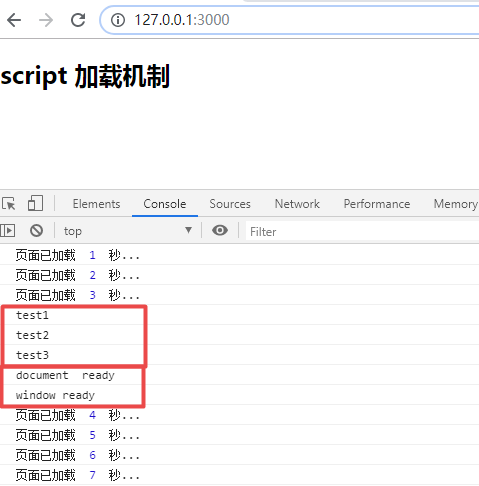 127.0.0.1:3000
script 加载机制
Elements Console Sources Network Performance Memory
top Filter
页面已加载 1 秒...
页面已加载 2 秒...
页面已加载 3 秒...
test1
test2
test3
document ready
window ready
页面已加载 4 秒...
页面已加载 5 秒...
页面已加载 6 秒...
页面已加载 7 秒...